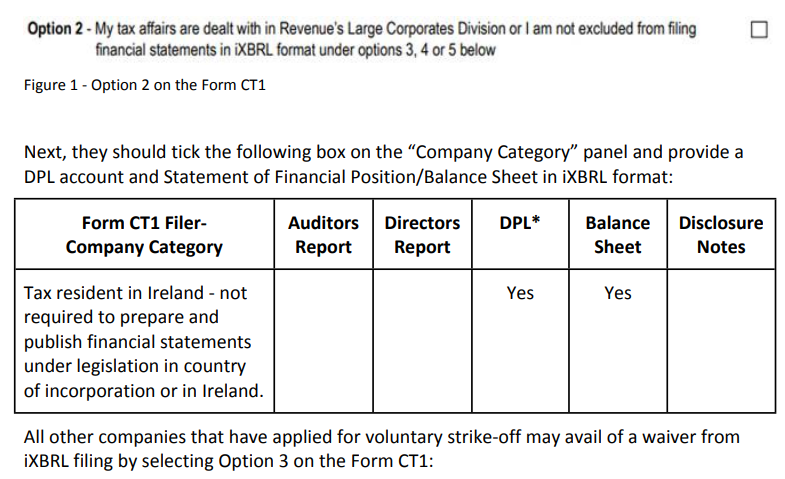 Option 2 - My tax affairs are dealt with in Revenue's Large Corporates Division or I am not excluded from filing
financial statements in iXBRL format under options 3, 4 or 5 below
Figure 1 - Option 2 on the Form CT1
Next, they should tick the following box on the “Company Category” panel and provide a
DPL account and Statement of Financial Position/Balance Sheet in iXBRL format:
Form CT1 Filer-
Company Category
Auditors
Report
Directors
Report
DPL*
Balance
Sheet
Disclosure
Notes
Tax resident in Ireland - not
required to prepare and
publish financial statements
under legislation in country
of incorporation or in Ireland.
Yes
Yes
All other companies that have applied for voluntary strike-off may avail of a waiver from
iXBRL filing by selecting Option 3 on the Form CT1: